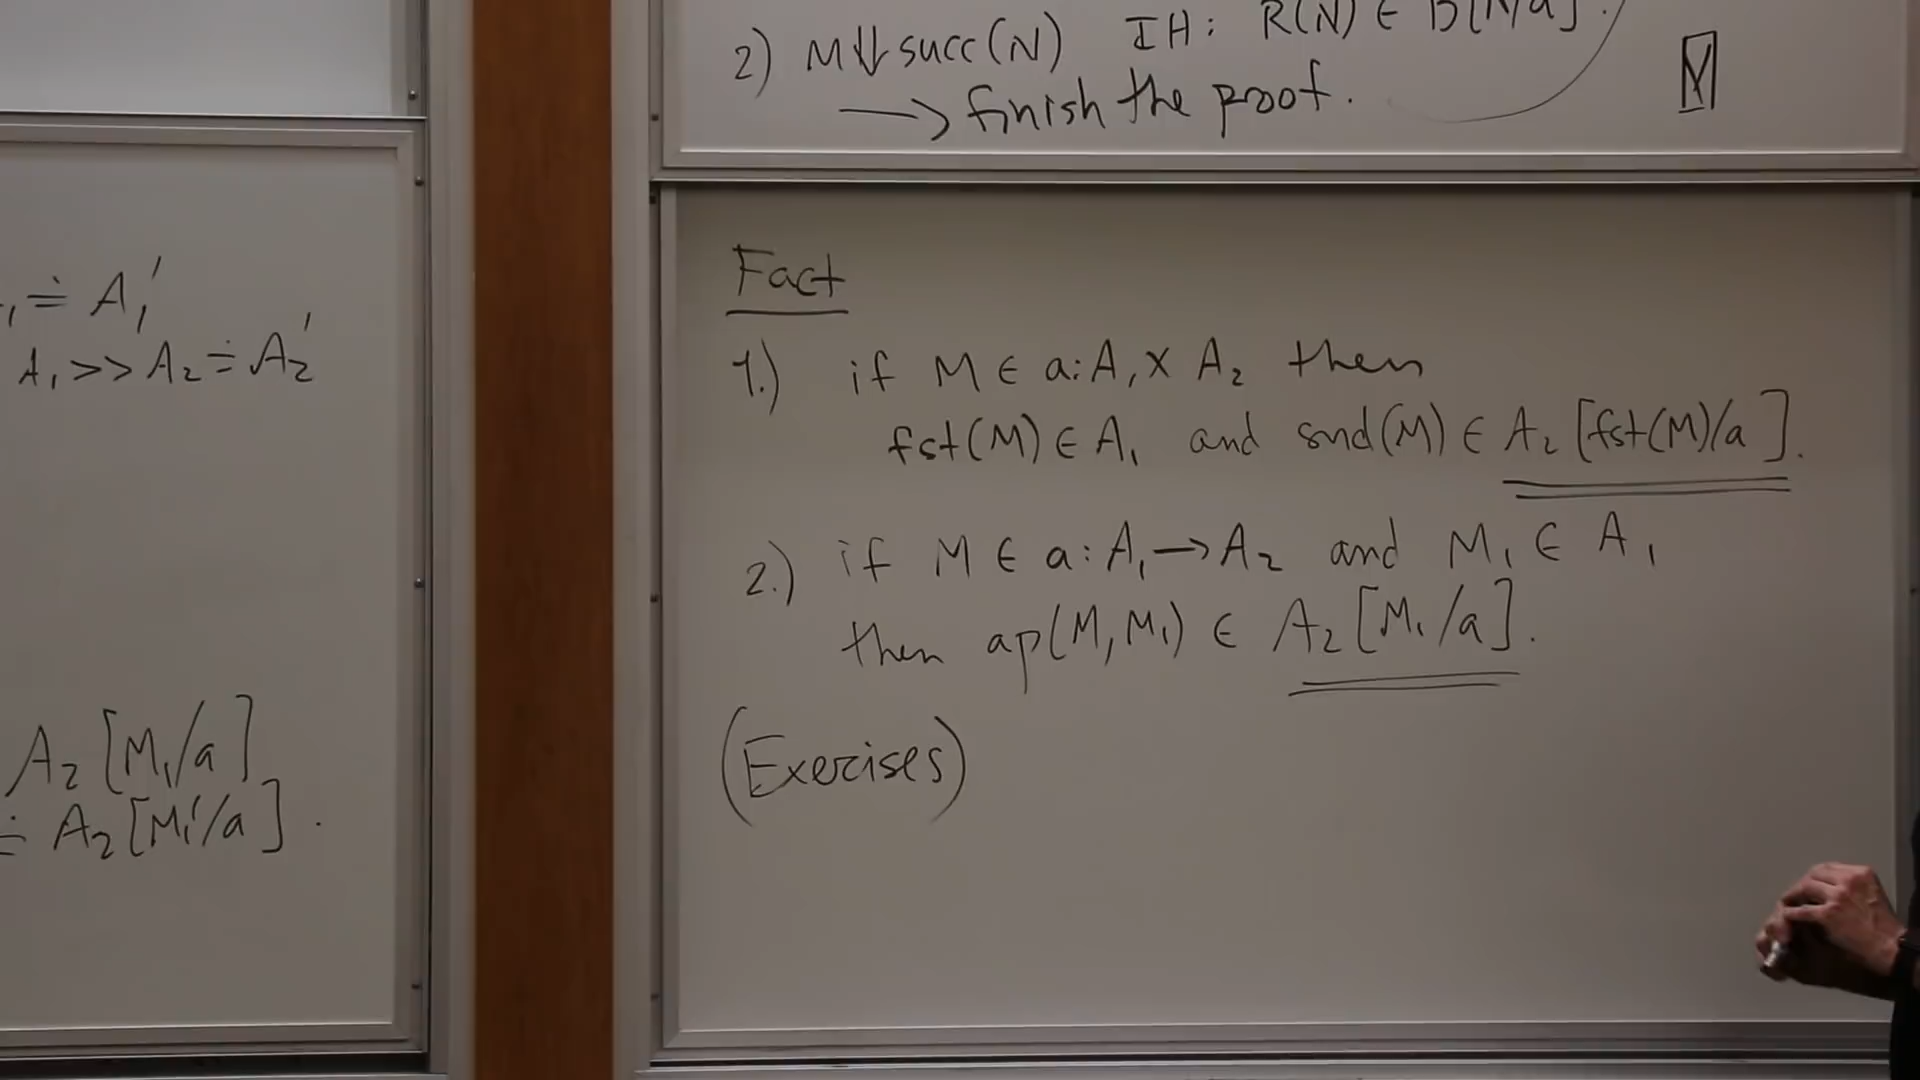 2) M⇓succ(N) IH: R(N) ∈ B[N/a].
→ finish the proof.
≐ A₁′
A₁ >> A₂ ≐ A₂′
A₂ [M₁/a]
≐ A₂ [M₁′/a] .
Fact
1.) if M ∈ a:A₁ × A₂ then
fst(M) ∈ A₁ and snd(M) ∈ A₂ [fst(M)/a].
2.) if M ∈ a:A₁ → A₂ and M₁ ∈ A₁
then ap(M, M₁) ∈ A₂ [M₁/a].
(Exercises)